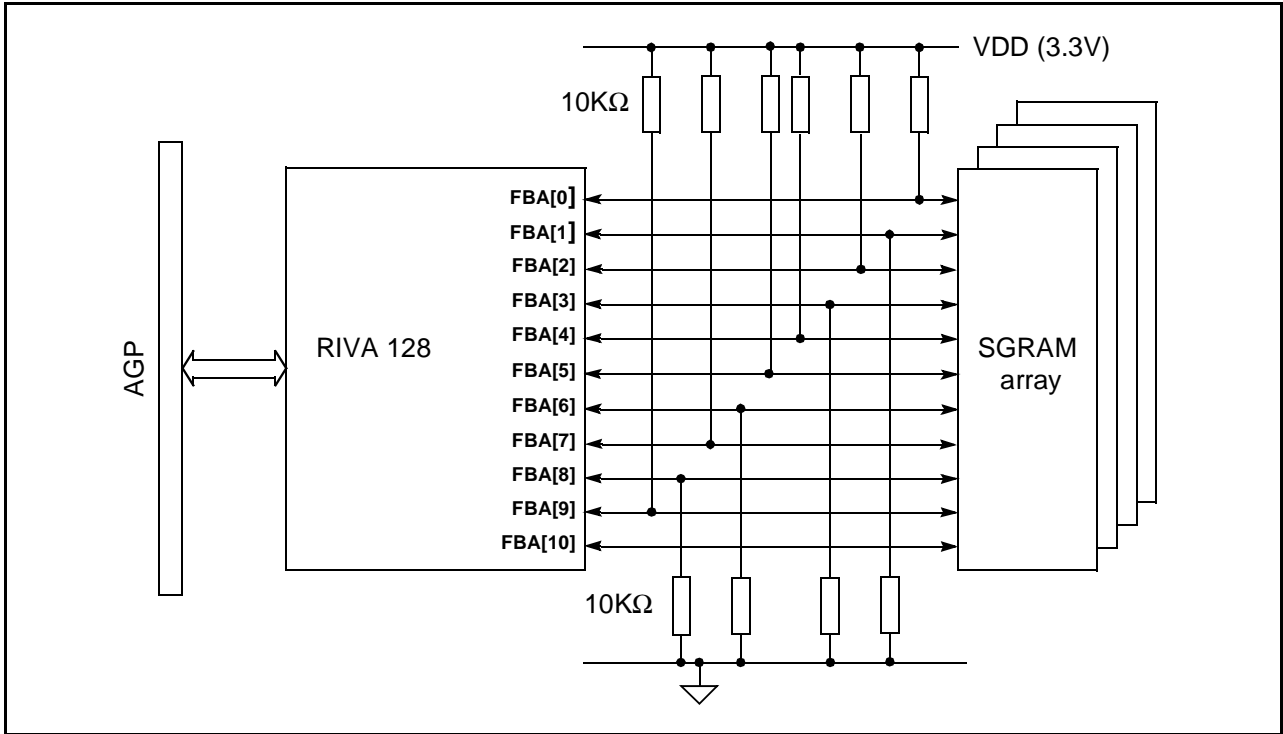 VDD (3.3V)
10KΩ
FBA[0]
FBA[1]
FBA[2]
FBA[3]
FBA[4]
FBA[5]
FBA[6]
FBA[7]
FBA[8]
FBA[9]
FBA[10]
AGP
RIVA 128
SGRAM
array
10KΩ